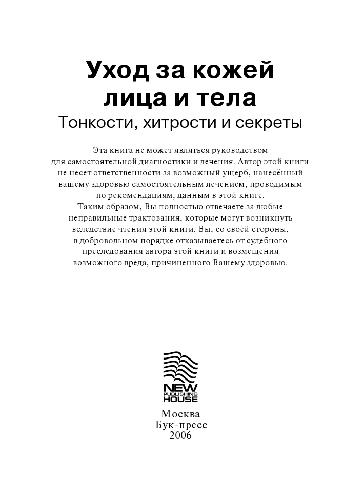 Уход за кожей
лица и тела
Тонкости, хитрости и секреты
Эта книга не может являться руководством
для самостоятельной диагностики и лечения. Автор этой книги
не несет ответственности за возможный ущерб, нанесённый
вашему здоровью самостоятельным лечением, проводимым
по рекомендациям, данным в этой книге.
Таким образом, Вы полностью отвечаете за любые
неправильные трактования, которые могут возникнуть
вследствие чтения этой книги. Вы, со своей стороны,
в добровольном порядке отказываетесь от судебного
преследования автора этой книги и возмещения
возможного вреда, причиненного Вашему здоровью.
NEW
PUBLISHING
HOUSE
Москва
Бук-пресс
2006